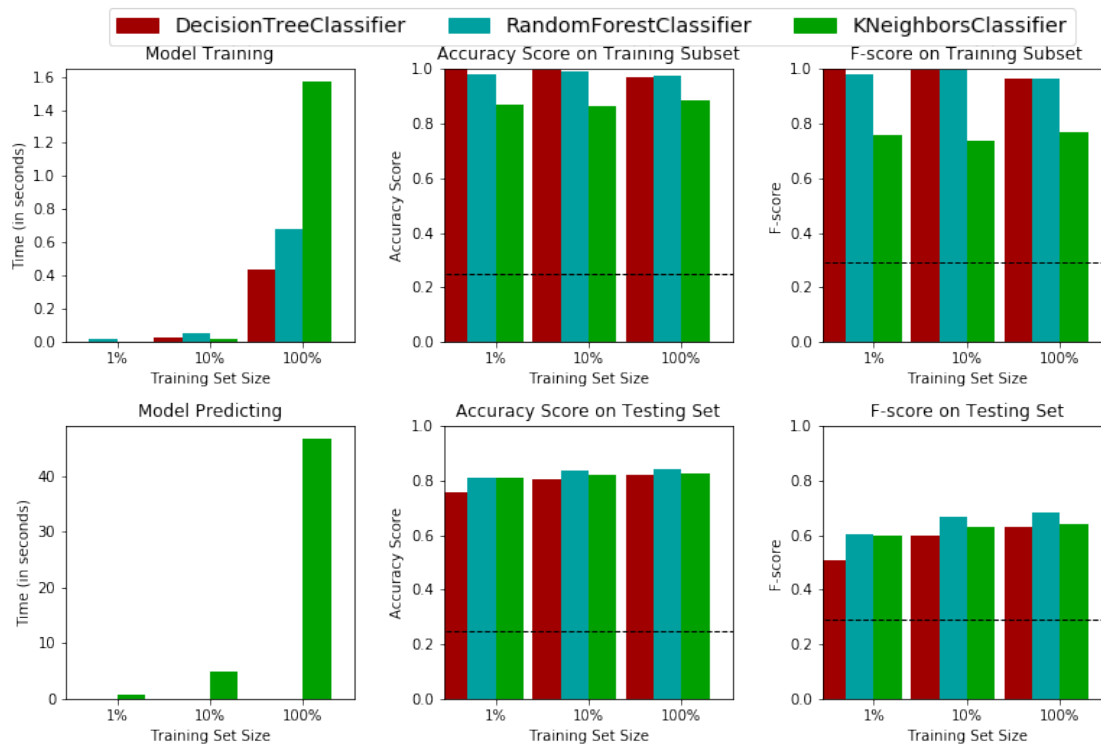 DecisionTreeClassifier RandomForestClassifier KNeighborsClassifier
Model Training
Time (in seconds)
1.6
1.4
1.2
1.0
0.8
0.6
0.4
0.2
0.0
1% 10% 100%
Training Set Size
Accuracy Score on Training Subset
Accuracy Score
1.0
0.8
0.6
0.4
0.2
0.0
1% 10% 100%
Training Set Size
F-score on Training Subset
F-score
1.0
0.8
0.6
0.4
0.2
0.0
1% 10% 100%
Training Set Size
Model Predicting
Time (in seconds)
40
30
20
10
0
1% 10% 100%
Training Set Size
Accuracy Score on Testing Set
Accuracy Score
1.0
0.8
0.6
0.4
0.2
0.0
1% 10% 100%
Training Set Size
F-score on Testing Set
F-score
1.0
0.8
0.6
0.4
0.2
0.0
1% 10% 100%
Training Set Size